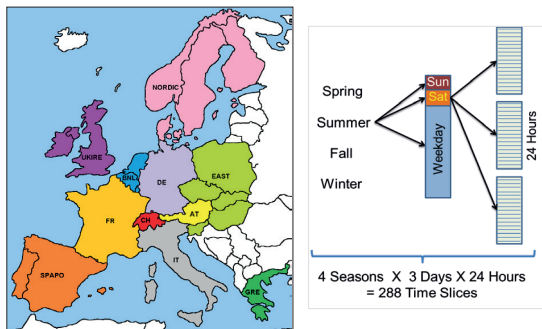 NORDIC
UKIRE
BNL
DE
EAST
FR
CH
AT
IT
SPAPO
GRE
Spring
Summer
Fall
Winter
Sun
Sat
Weekday
24 Hours
4 Seasons X 3 Days X 24 Hours
= 288 Time Slices